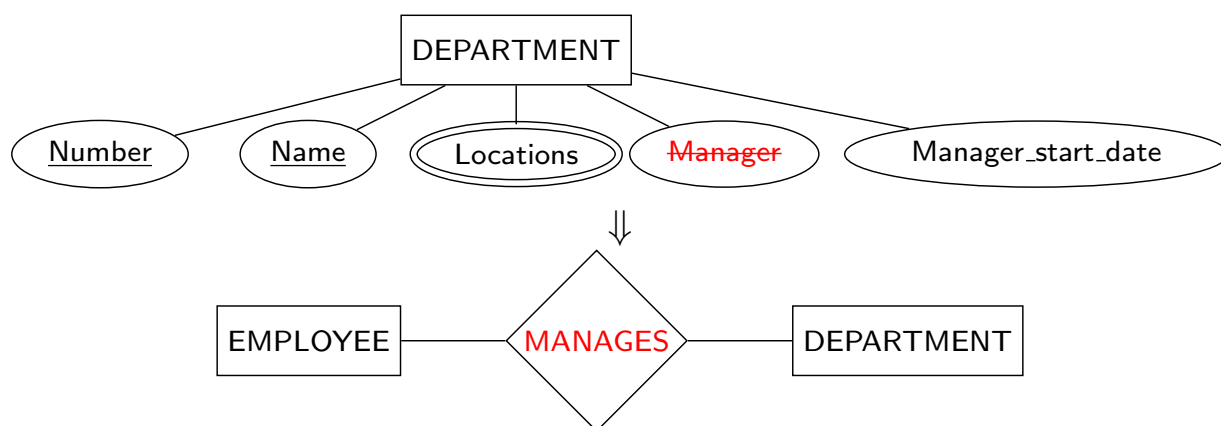 DEPARTMENT
Number Name Locations Manager Manager_start_date
⇓
EMPLOYEE MANAGES DEPARTMENT